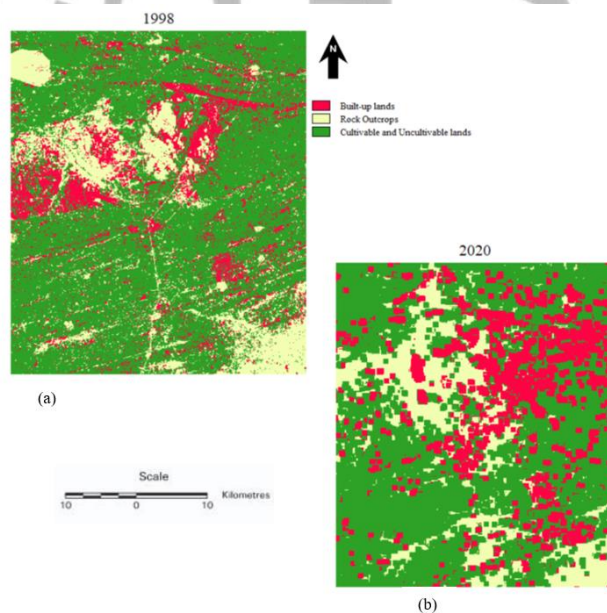 1998
N
Built-up lands
Rock Outcrops
Cultivable and Uncultivable lands
2020
(a)
Scale
Kilometres
10 0 10
(b)